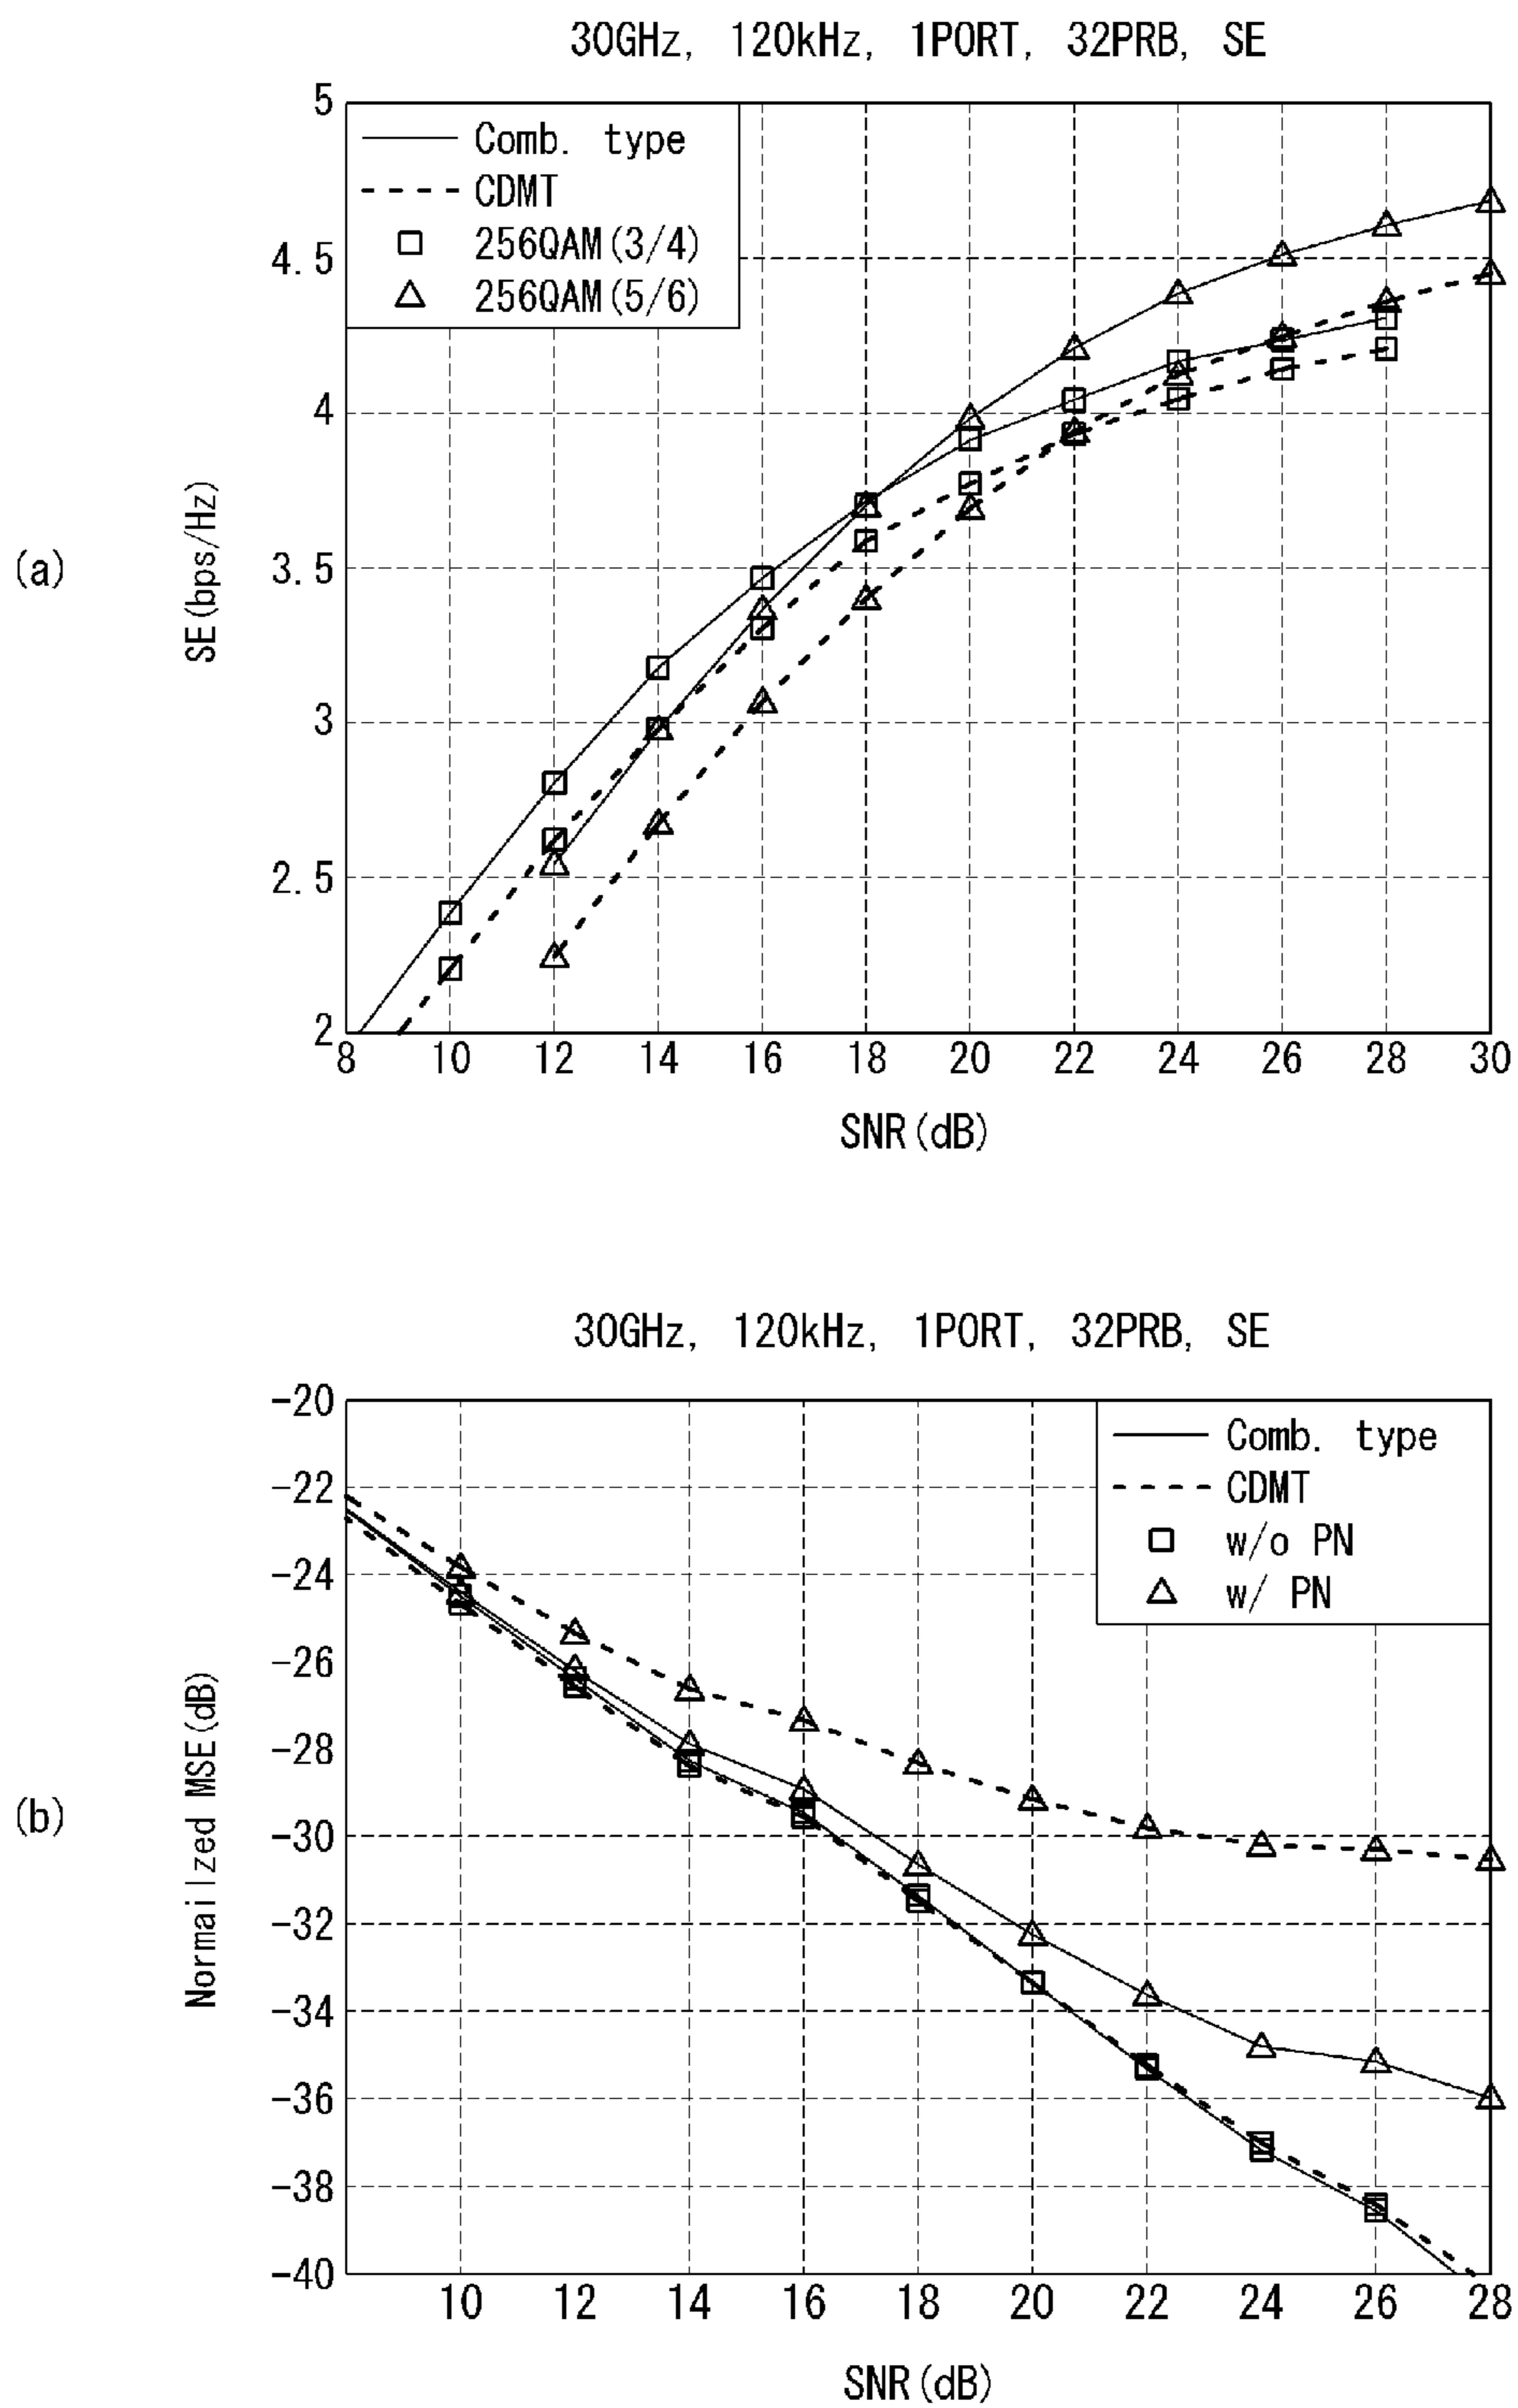 30GHz, 120kHz, 1PORT, 32PRB, SE
5
4.5
4
3.5
3
2.5
2
Comb. type
CDMT
256QAM(3/4)
256QAM(5/6)
(a)
SE(bps/Hz)
8 10 12 14 16 18 20 22 24 26 28 30
SNR(dB)
30GHz, 120kHz, 1PORT, 32PRB, SE
-20
-22
-24
-26
-28
-30
-32
-34
-36
-38
-40
Comb. type
CDMT
w/o PN
w/ PN
(b)
Normailzed MSE(dB)
10 12 14 16 18 20 22 24 26 28
SNR(dB)